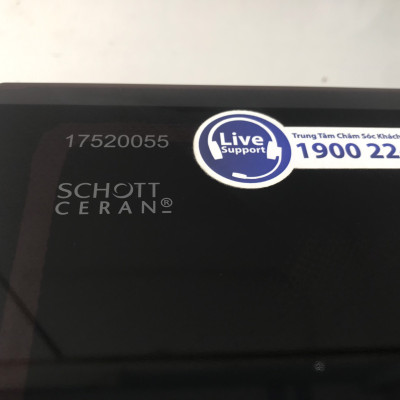 17520055
SCHOTT
CERAN®
Live
Support
Trung Tâm Chăm Sóc Khách
1900 22